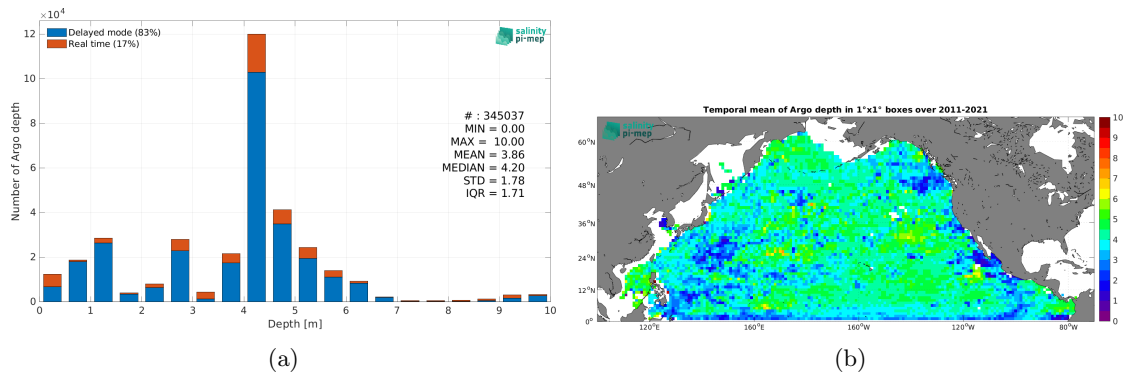 ×10⁴
12
10
8
6
4
2
0
Number of Argo depth
Delayed mode (83%)
Real time (17%)
salinity
pi-mep
# : 345037
MIN = 0.00
MAX = 10.00
MEAN = 3.86
MEDIAN = 4.20
STD = 1.78
IQR = 1.71
0 1 2 3 4 5 6 7 8 9 10
Depth [m]
(a)
Temporal mean of Argo depth in 1°x1° boxes over 2011-2021
salinity
pi-mep
60°N
48°N
36°N
24°N
12°N
0°
120°E 160°E 160°W 120°W 80°W
10
9
8
7
6
5
4
3
2
1
0
(b)